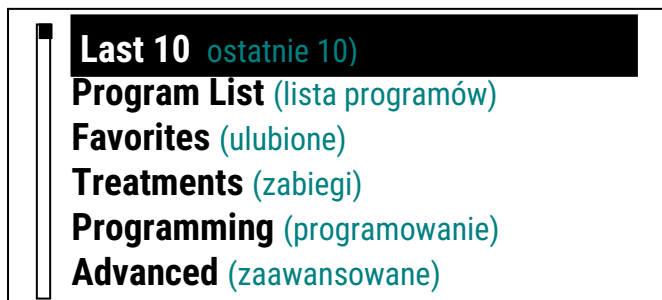 Last 10 ostatnie 10)
Program List (lista programów)
Favorites (ulubione)
Treatments (zabiegi)
Programming (programowanie)
Advanced (zaawansowane)